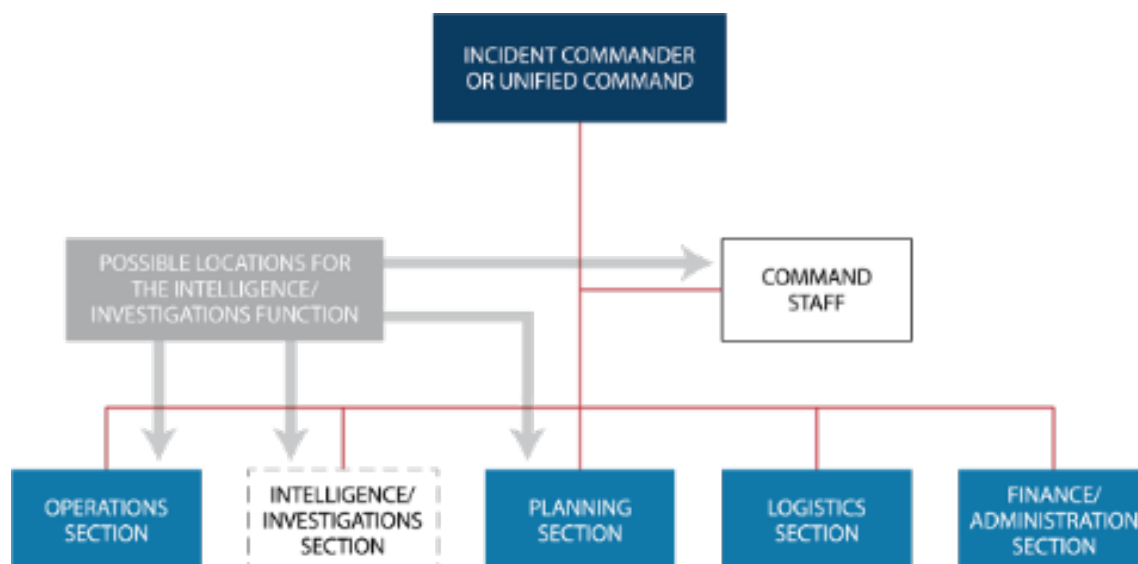 INCIDENT COMMANDER
OR UNIFIED COMMAND
POSSIBLE LOCATIONS FOR
THE INTELLIGENCE/
INVESTIGATIONS FUNCTION
COMMAND
STAFF
OPERATIONS
SECTION
INTELLIGENCE/
INVESTIGATIONS
SECTION
PLANNING
SECTION
LOGISTICS
SECTION
FINANCE/
ADMINISTRATION
SECTION